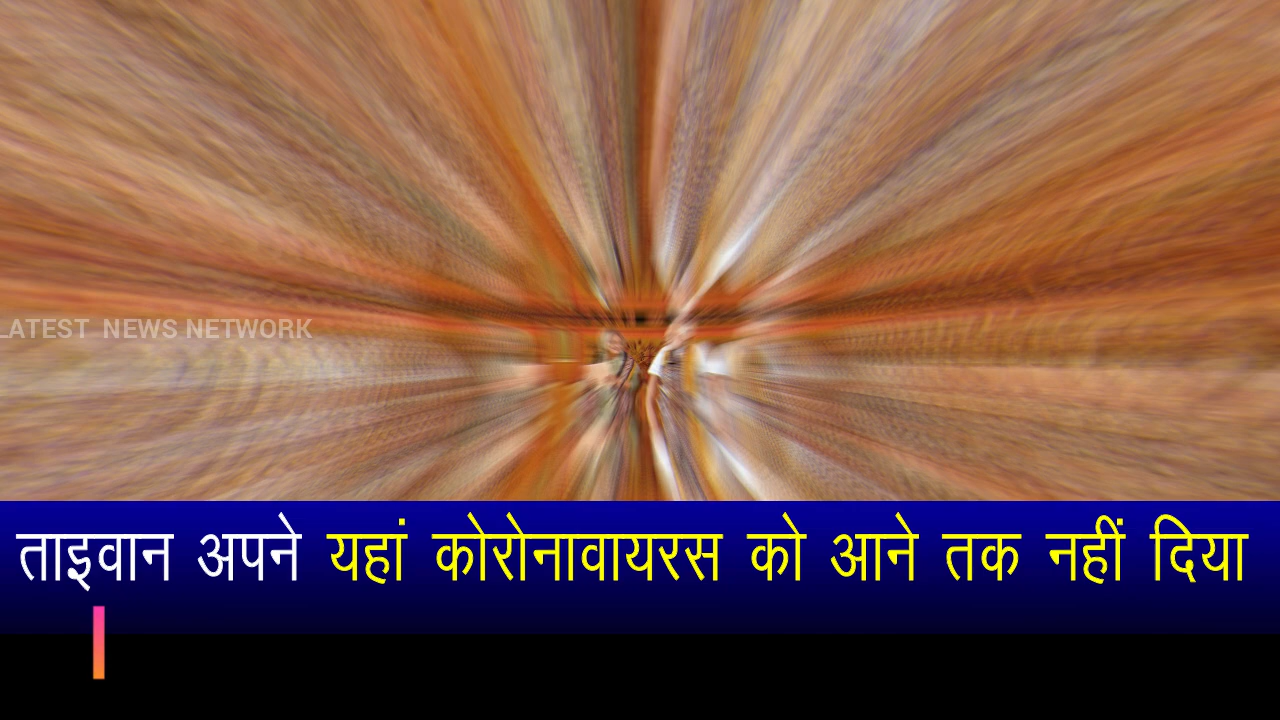 LATEST NEWS NETWORK
ताइवान अपने यहां कोरोनावायरस को आने तक नहीं दिया